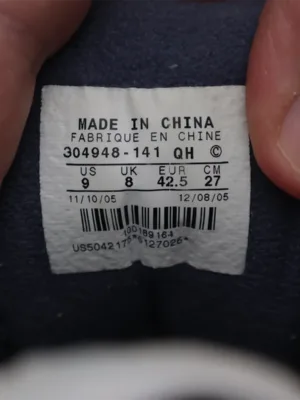 MADE IN CHINA
FABRIQUE EN CHINE
304948-141 QH ©
US UK EUR CM
9 8 42.5 27
11/10/05 12/08/05